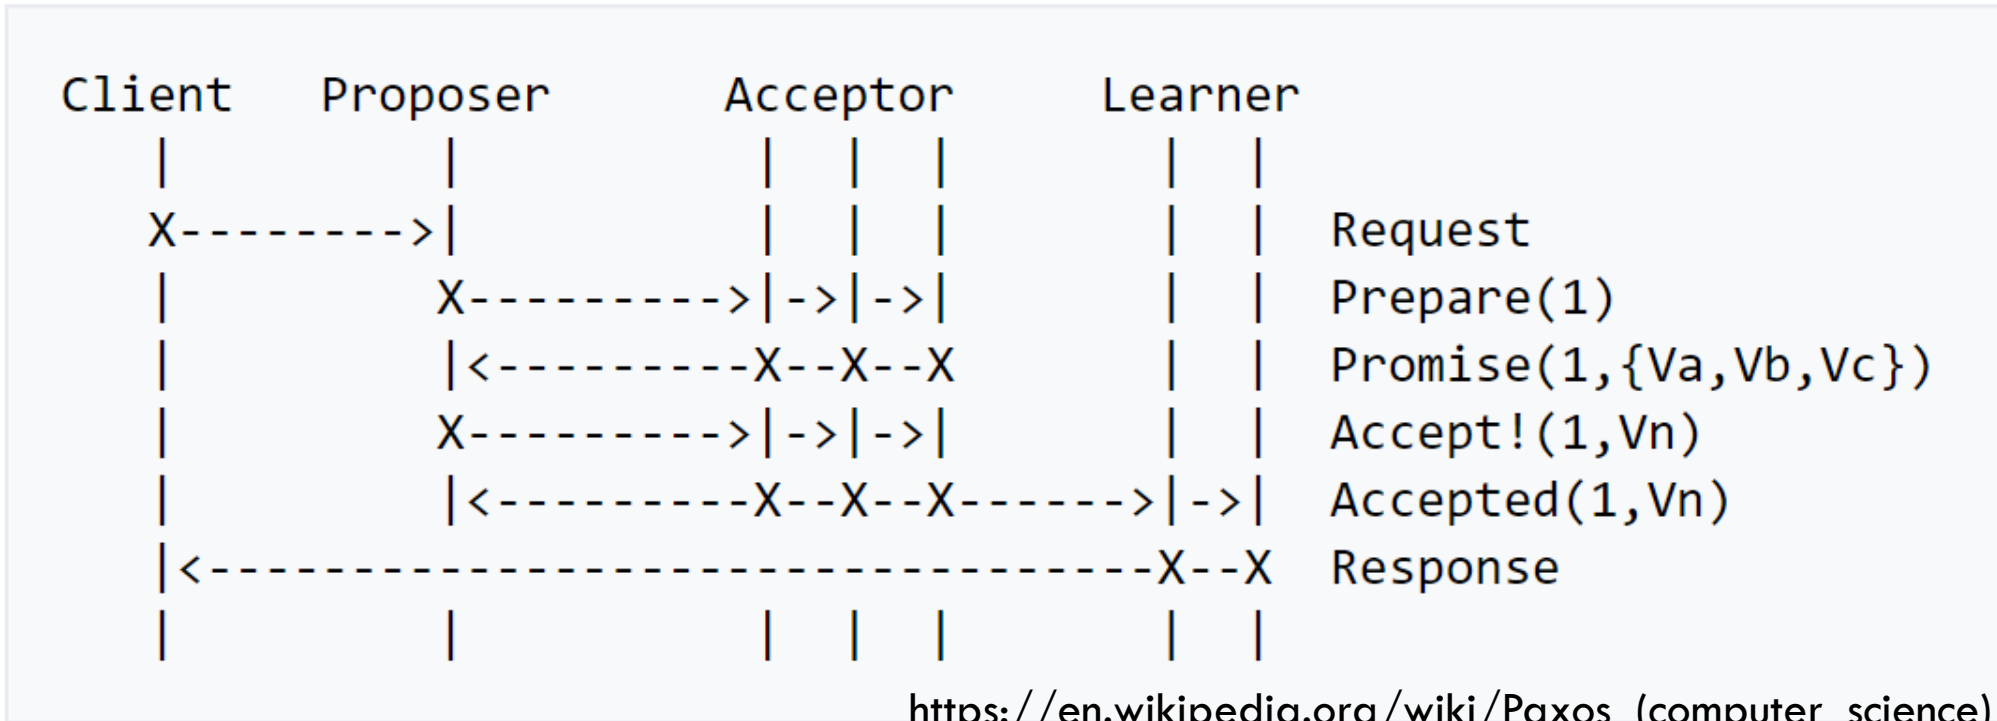 Client   Proposer      Acceptor     Learner
   |         |          |  |  |       |  |
   X-------->|          |  |  |       |  |  Request
   |         X--------->|->|->|       |  |  Prepare(1)
   |         |<---------X--X--X       |  |  Promise(1,{Va,Vb,Vc})
   |         X--------->|->|->|       |  |  Accept!(1,Vn)
   |         |<---------X--X--X------>|->|  Accepted(1,Vn)
   |<---------------------------------X--X  Response
   |         |          |  |  |       |  |
https://en.wikipedia.org/wiki/Paxos_(computer_science)